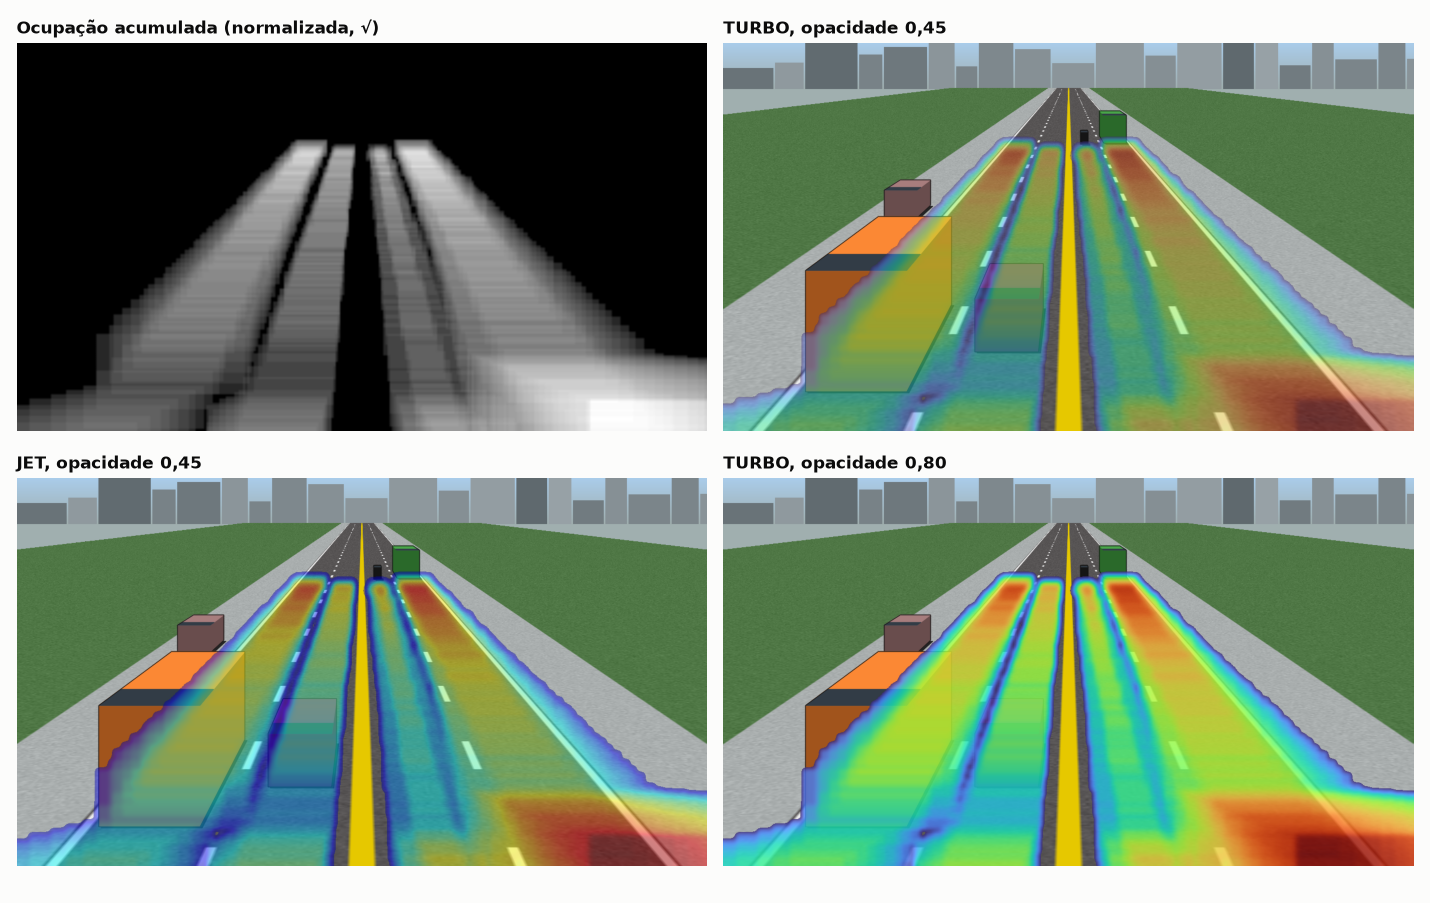 Ocupação acumulada (normalizada, √)
TURBO, opacidade 0,45
JET, opacidade 0,45
TURBO, opacidade 0,80